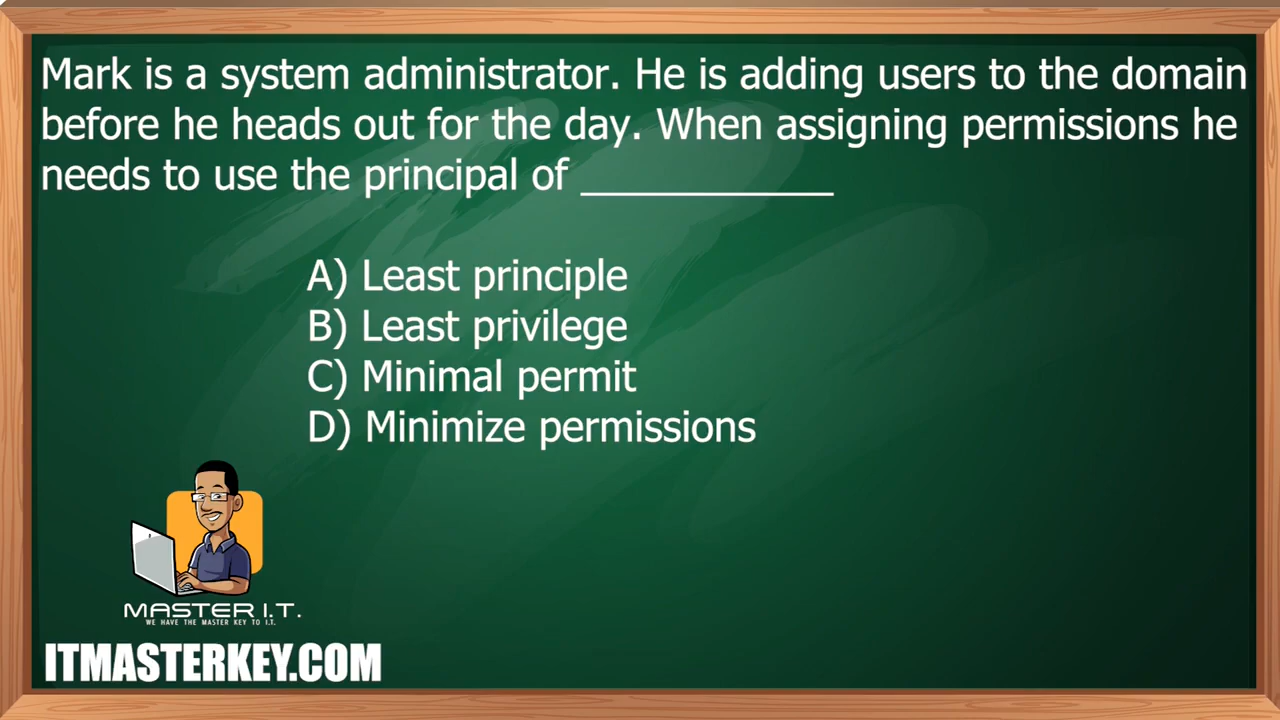 Mark is a system administrator. He is adding users to the domain
before he heads out for the day. When assigning permissions he
needs to use the principal of ____________
A) Least principle
B) Least privilege
C) Minimal permit
D) Minimize permissions
MASTER I.T.
WE HAVE THE MASTER KEY TO I.T.
ITMASTERKEY.COM